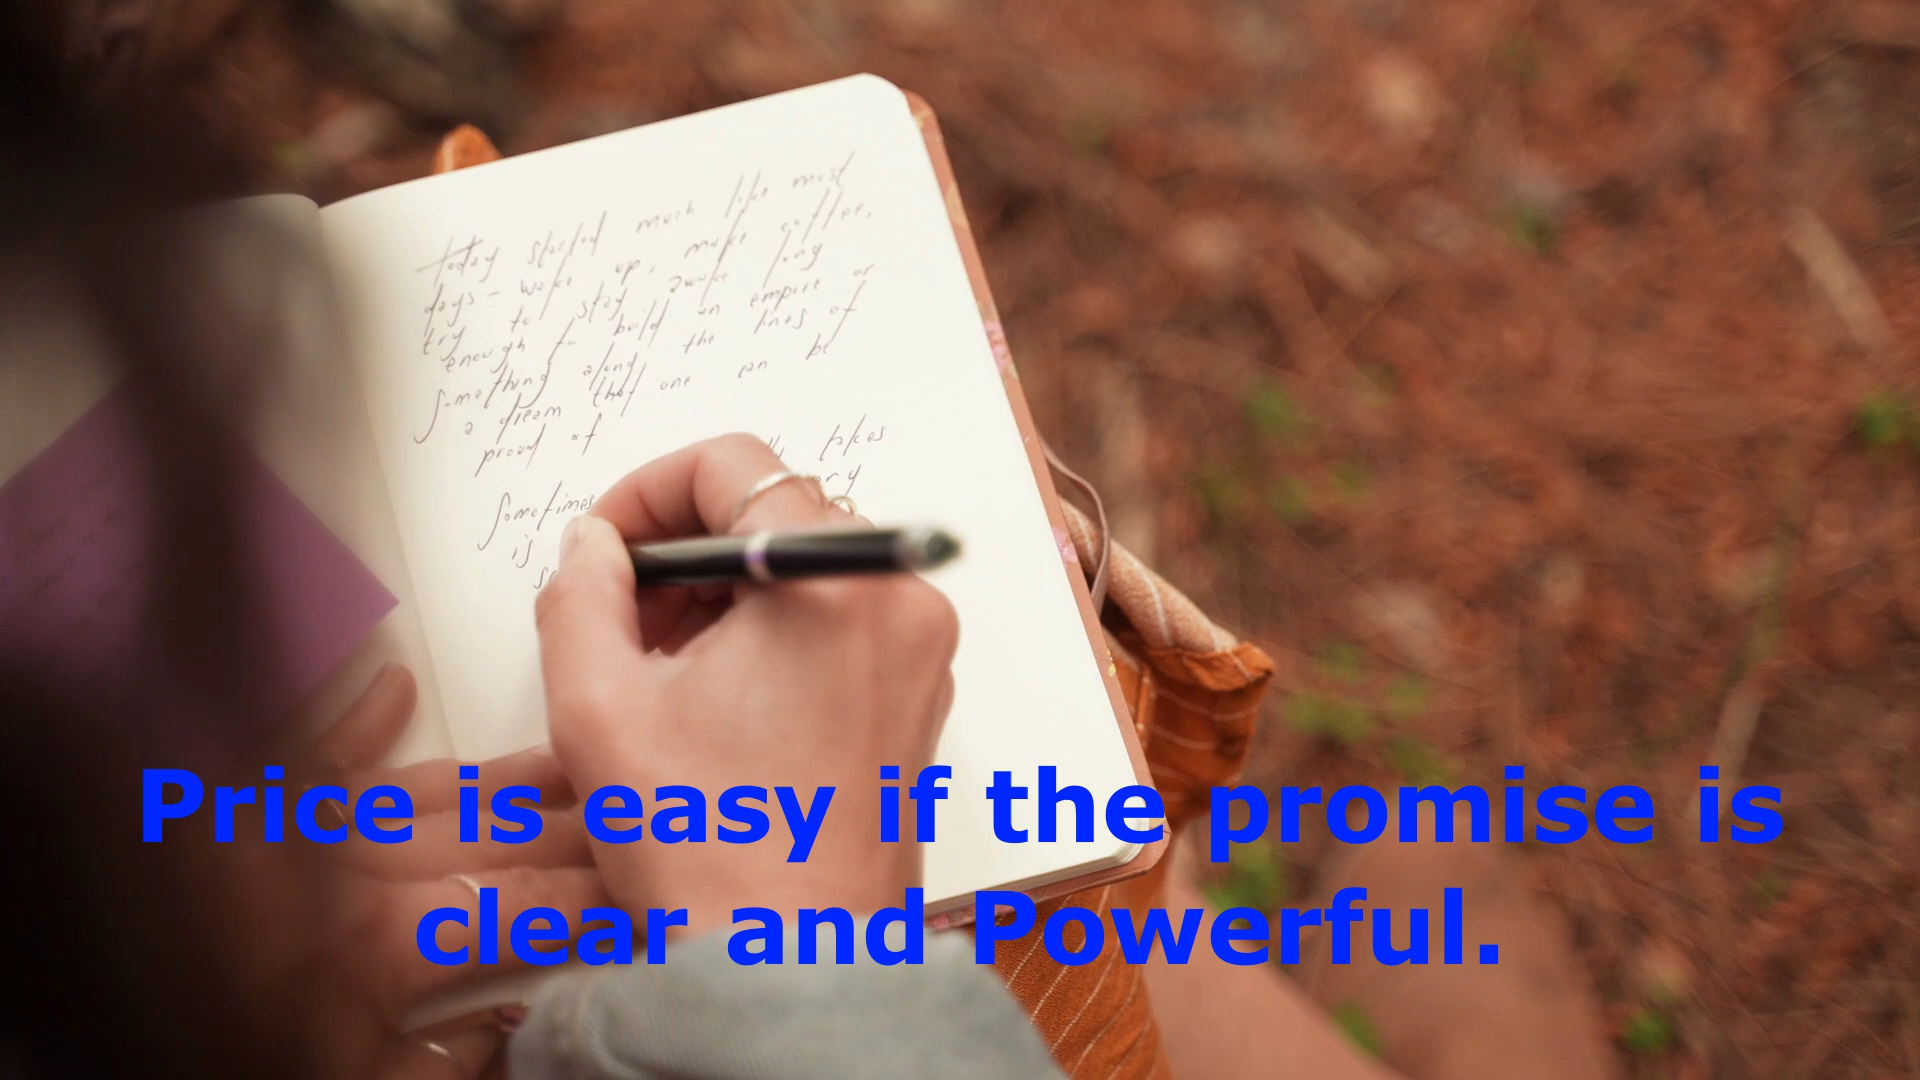 Today started much like most
days - wake up, make coffee,
try to stay awake long
enough to build an empire or
something along the lines of
a dream that one can be
proud of
Sometimes takes
is
Price is easy if the promise is
clear and Powerful.